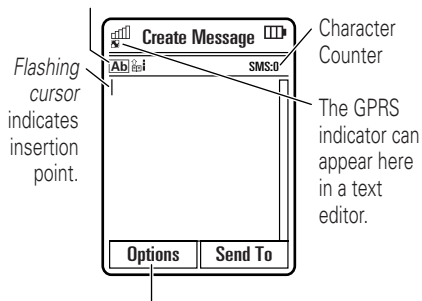 Create Message
Ab
SMS:0
Character
Counter
Flashing
cursor
indicates
insertion
point.
The GPRS
indicator can
appear here
in a text
editor.
Options
Send To